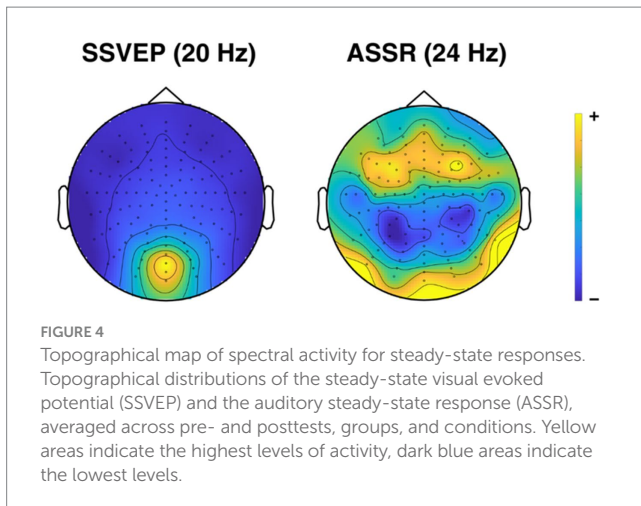 SSVEP (20 Hz) ASSR (24 Hz)
+
–
FIGURE 4
Topographical map of spectral activity for steady-state responses.
Topographical distributions of the steady-state visual evoked
potential (SSVEP) and the auditory steady-state response (ASSR),
averaged across pre- and posttests, groups, and conditions. Yellow
areas indicate the highest levels of activity, dark blue areas indicate
the lowest levels.